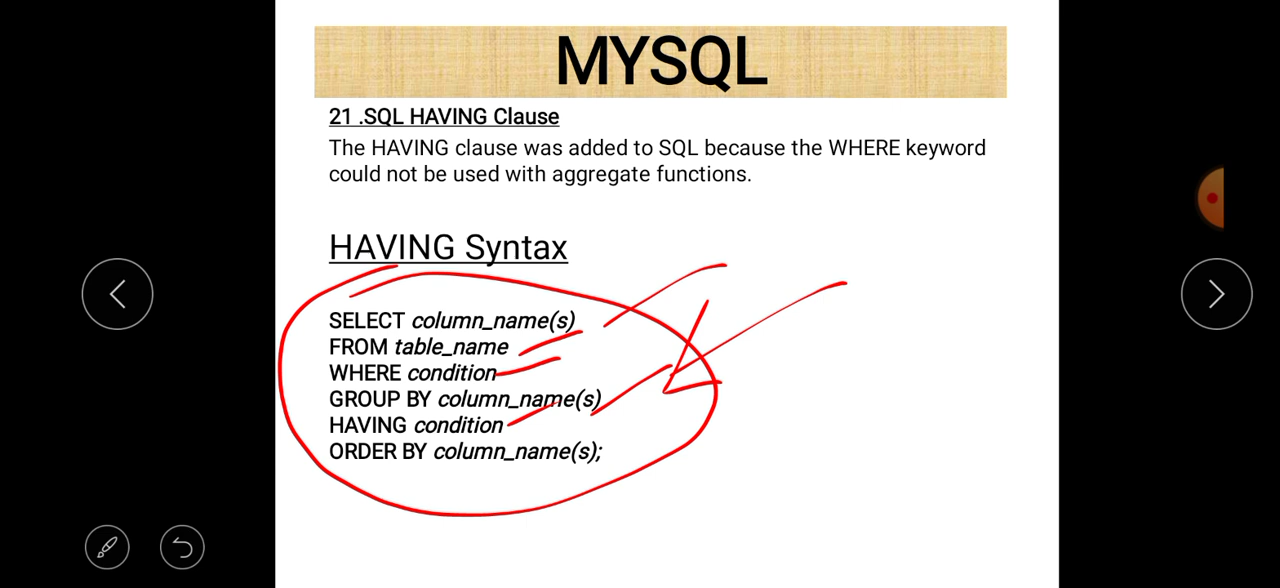 MYSQL
21 .SQL HAVING Clause
The HAVING clause was added to SQL because the WHERE keyword
could not be used with aggregate functions.
HAVING Syntax
SELECT column_name(s)
FROM table_name
WHERE condition
GROUP BY column_name(s)
HAVING condition
ORDER BY column_name(s);